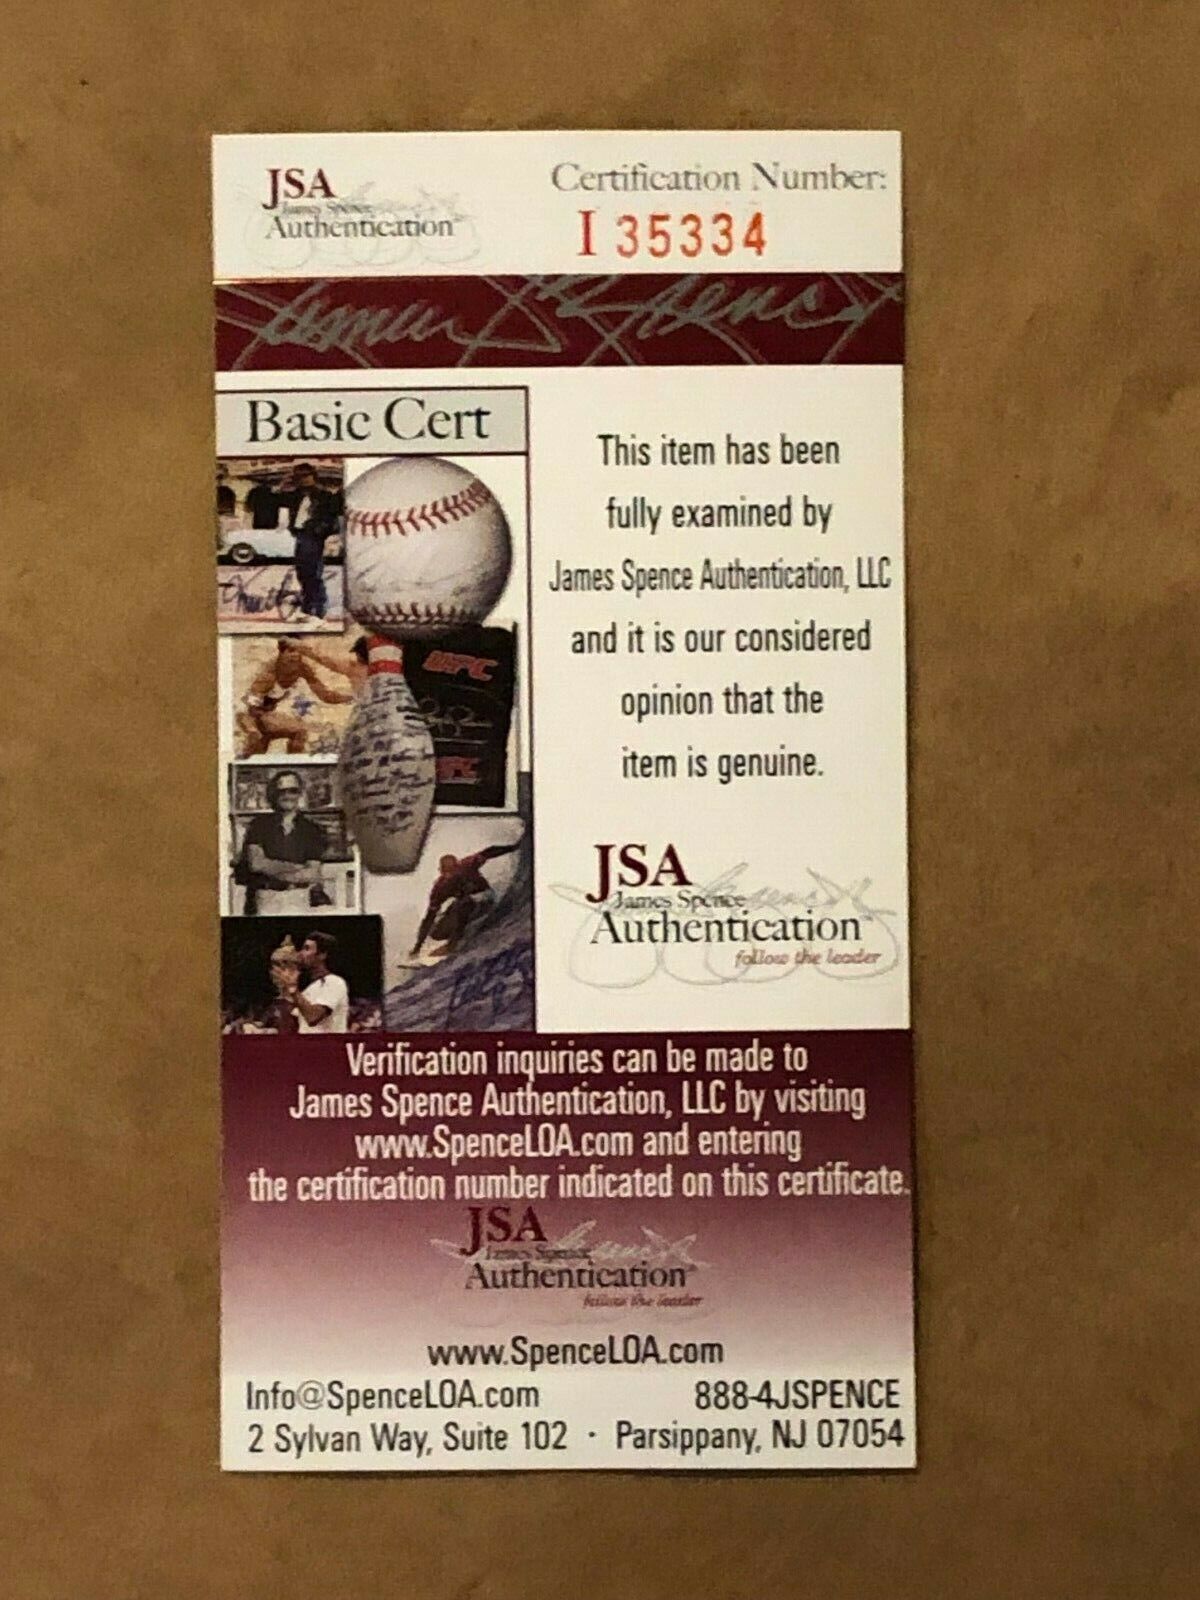 JSA
James Spence
Authentication
Certification Number:
I 35334
Basic Cert
UFC
This item has been
fully examined by
James Spence Authentication, LLC
and it is our considered
opinion that the
item is genuine.
JSA
James Spence
Authentication™
follow the leader
Verification inquiries can be made to
James Spence Authentication, LLC by visiting
www.SpenceLOA.com and entering
the certification number indicated on this certificate.
JSA
James Spence
Authentication™
follow the leader
www.SpenceLOA.com
Info@SpenceLOA.com 888-4JSPENCE
2 Sylvan Way, Suite 102 · Parsippany, NJ 07054